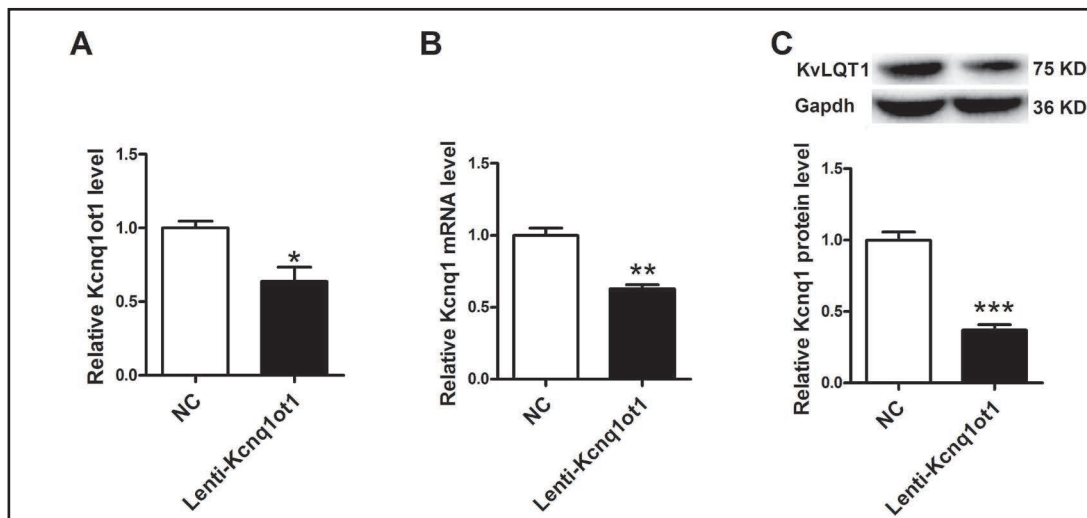 A
Relative Kcnq1ot1 level
1.5
1.0
0.5
0.0
*
NC
Lenti-Kcnq1ot1
B
Relative Kcnq1 mRNA level
1.5
1.0
0.5
0.0
**
NC
Lenti-Kcnq1ot1
C
KvLQT1 75 KD
Gapdh 36 KD
Relative Kcnq1 protein level
1.5
1.0
0.5
0.0
***
NC
Lenti-Kcnq1ot1